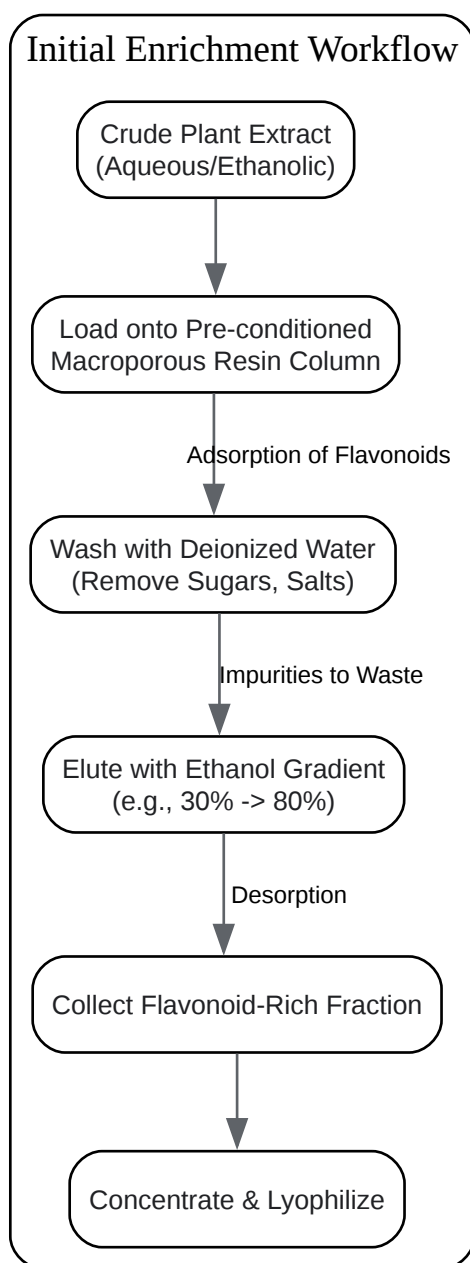 Initial Enrichment Workflow
Crude Plant Extract
(Aqueous/Ethanolic)
Load onto Pre-conditioned
Macroporous Resin Column
Adsorption of Flavonoids
Wash with Deionized Water
(Remove Sugars, Salts)
Impurities to Waste
Elute with Ethanol Gradient
(e.g., 30% -> 80%)
Desorption
Collect Flavonoid-Rich Fraction
Concentrate & Lyophilize